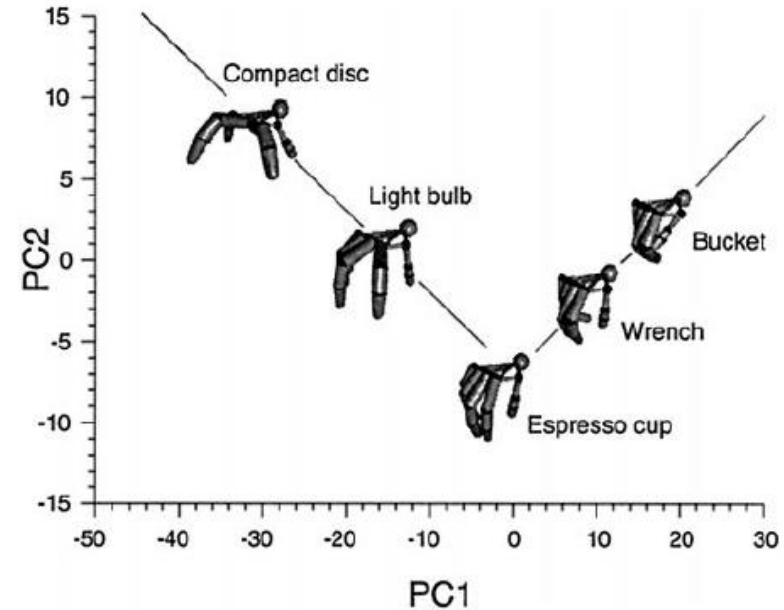 15
Compact disc
10
5
Light bulb
PC2
0
Bucket
Wrench
-5
Espresso cup
-10
-15
-50 -40 -30 -20 -10 0 10 20 30
PC1